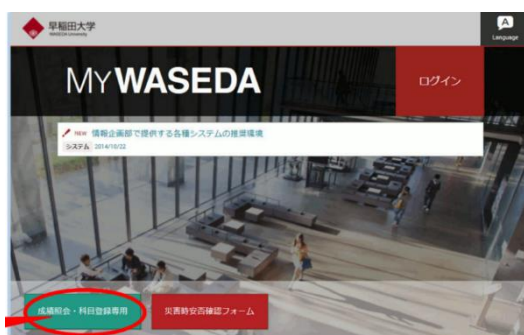 早稲田大学
WASEDA University
Language
MYWASEDA
ログイン
NEW 情報企画部で提供する各種システムの推奨環境
システム 2014/10/22
成績照会・科目登録専用
災害時安否確認フォーム